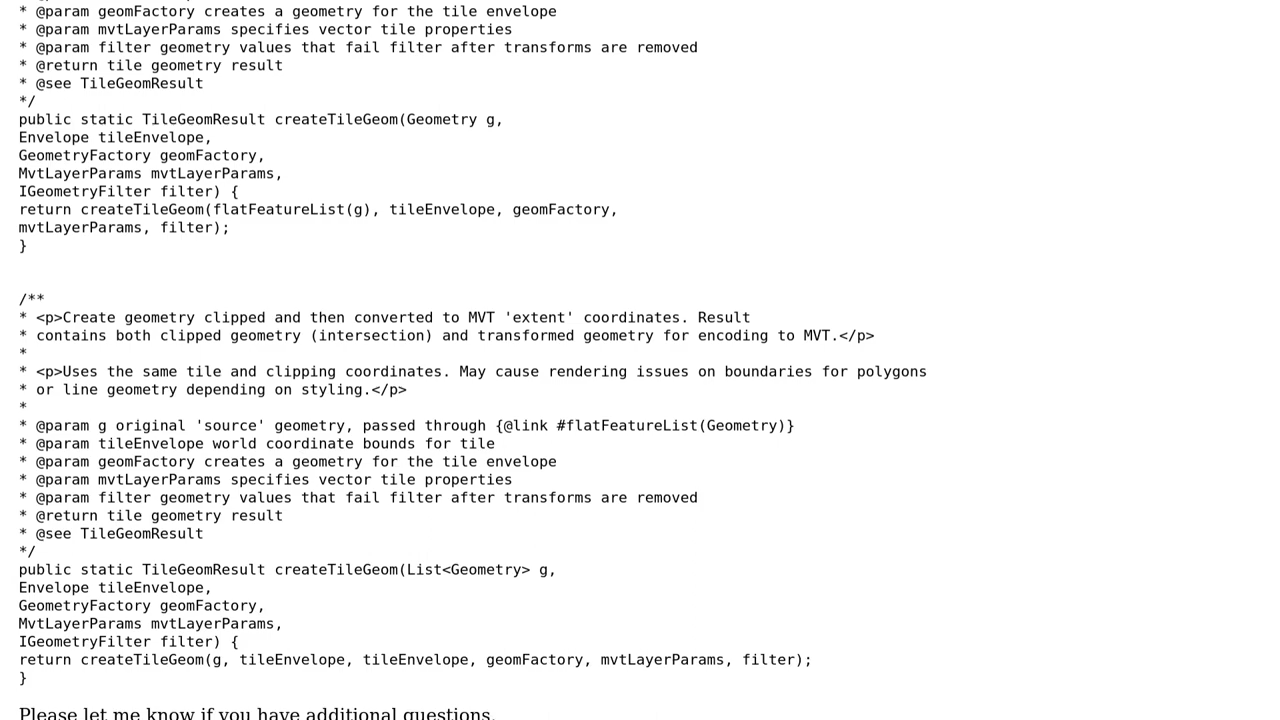 * @param geomFactory creates a geometry for the tile envelope
* @param mvtLayerParams specifies vector tile properties
* @param filter geometry values that fail filter after transforms are removed
* @return tile geometry result
* @see TileGeomResult
*/
public static TileGeomResult createTileGeom(Geometry g,
Envelope tileEnvelope,
GeometryFactory geomFactory,
MvtLayerParams mvtLayerParams,
IGeometryFilter filter) {
return createTileGeom(flatFeatureList(g), tileEnvelope, geomFactory,
mvtLayerParams, filter);
}
/**
* <p>Create geometry clipped and then converted to MVT 'extent' coordinates. Result
* contains both clipped geometry (intersection) and transformed geometry for encoding to MVT.</p>
*
* <p>Uses the same tile and clipping coordinates. May cause rendering issues on boundaries for polygons
* or line geometry depending on styling.</p>
*
* @param g original 'source' geometry, passed through {@link #flatFeatureList(Geometry)}
* @param tileEnvelope world coordinate bounds for tile
* @param geomFactory creates a geometry for the tile envelope
* @param mvtLayerParams specifies vector tile properties
* @param filter geometry values that fail filter after transforms are removed
* @return tile geometry result
* @see TileGeomResult
*/
public static TileGeomResult createTileGeom(List<Geometry> g,
Envelope tileEnvelope,
GeometryFactory geomFactory,
MvtLayerParams mvtLayerParams,
IGeometryFilter filter) {
return createTileGeom(g, tileEnvelope, tileEnvelope, geomFactory, mvtLayerParams, filter);
}
Please let me know if you have additional questions.